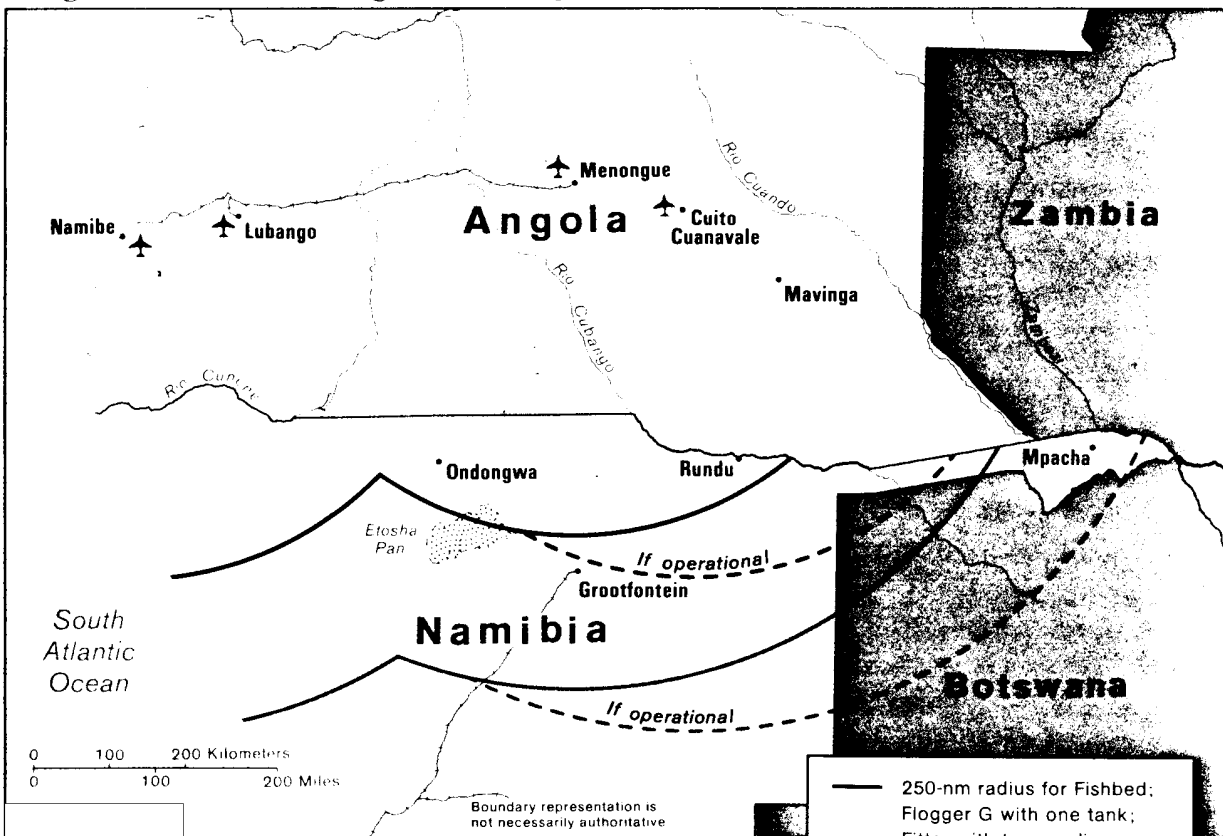 Menongue
Angola
Namibe
Lubango
Cuito
Cuanavale
Rio Cuando
Zambia
Mavinga
Rio Cubango
Zambezi
Rio Cunene
Ondongwa
Rundu
Mpacha
Etosha
Pan
If operational
Grootfontein
South
Atlantic
Ocean
Namibia
Botswana
If operational
0 100 200 Kilometers
0 100 200 Miles
Boundary representation is
not necessarily authoritative
250-nm radius for Fishbed;
Flogger G with one tank;